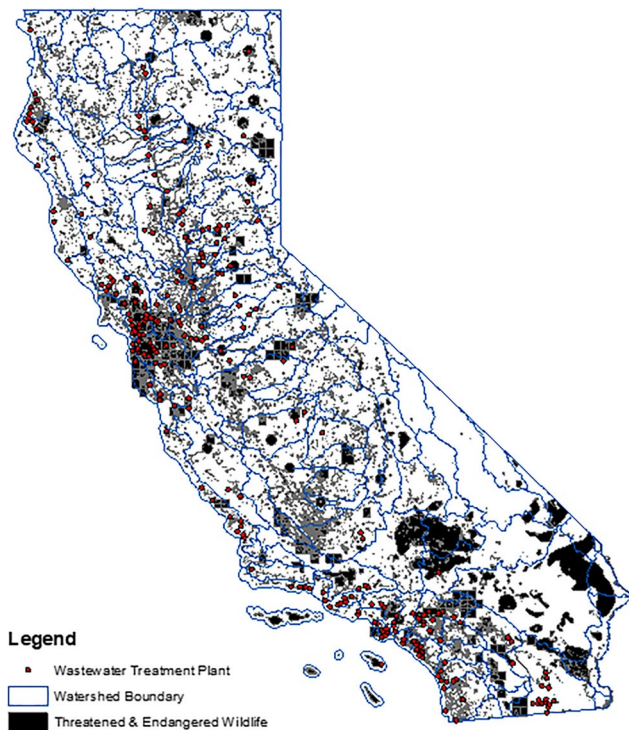 Legend
Wastewater Treatment Plant
Watershed Boundary
Threatened & Endangered Wildlife